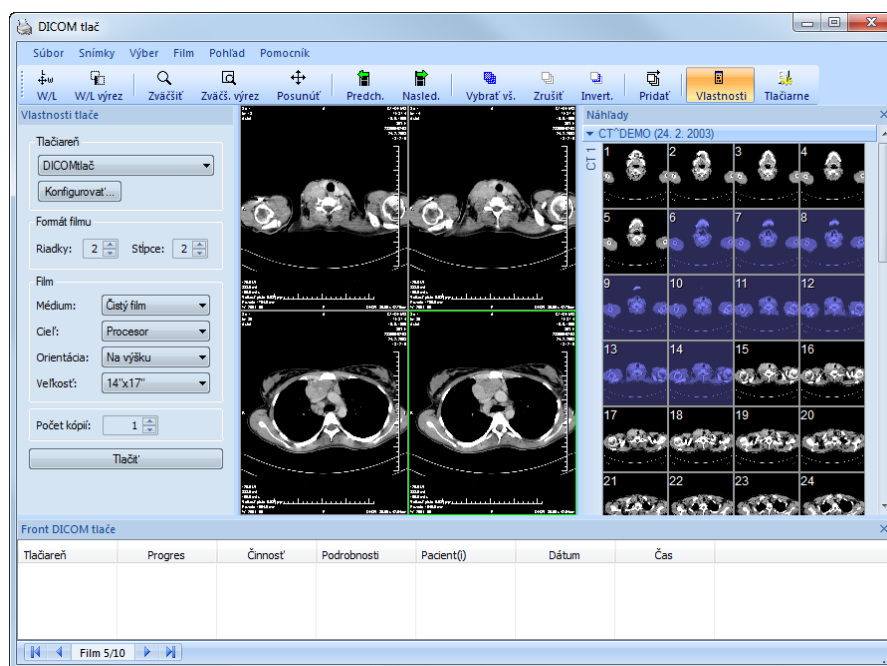 DICOM tlač
Súbor Snímky Výber Film Pohľad Pomocník
W/L W/L výrez Zväčšiť Zväčš. výrez Posunúť Predch. Nasled. Vybrať vš. Zrušiť Invert. Pridať Vlastnosti Tlačiarne
Vlastnosti tlače
Tlačiareň
DICOMtlač
Konfigurovať...
Formát filmu
Riadky: 2 Stĺpce: 2
Film
Médium: Čistý film
Cieľ: Procesor
Orientácia: Na výšku
Veľkosť: 14"x17"
Počet kópií: 1
Tlačiť
Náhľady
CT^DEMO (24. 2. 2003)
CT 1
1 2 3 4
5 6 7 8
9 10 11 12
13 14 15 16
17 18 19 20
21 22 23 24
Front DICOM tlače
Tlačiareň Progres Činnosť Podrobnosti Pacient(i) Dátum Čas
Film 5/10